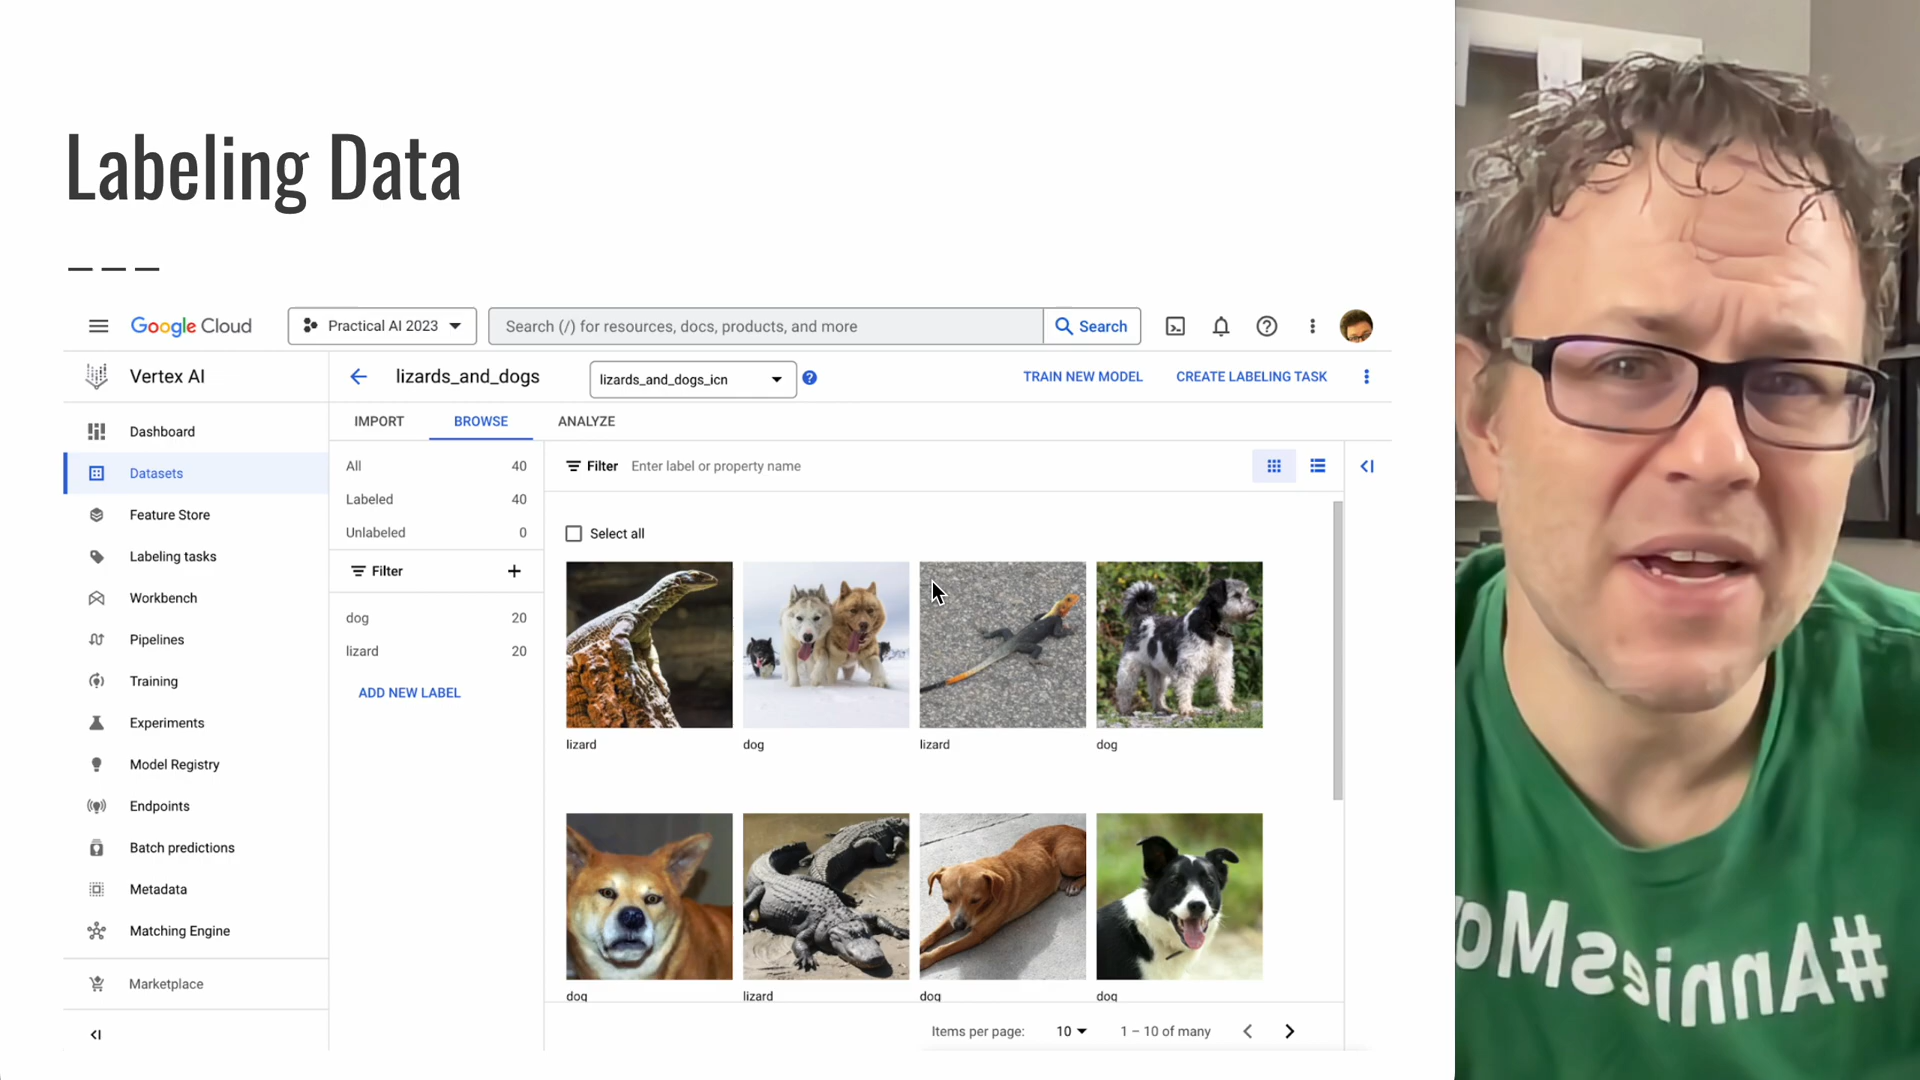 Labeling Data
Google Cloud
Practical AI 2023
Search (/) for resources, docs, products, and more
Search
Vertex AI
lizards_and_dogs
lizards_and_dogs_icn
TRAIN NEW MODEL
CREATE LABELING TASK
IMPORT
BROWSE
ANALYZE
Dashboard
Datasets
Feature Store
Labeling tasks
Workbench
Pipelines
Training
Experiments
Model Registry
Endpoints
Batch predictions
Metadata
Matching Engine
Marketplace
All 40
Labeled 40
Unlabeled 0
Filter +
dog 20
lizard 20
ADD NEW LABEL
Filter Enter label or property name
Select all
lizard dog lizard dog
dog lizard dog dog
Items per page: 10 1 – 10 of many
#AnniesMo